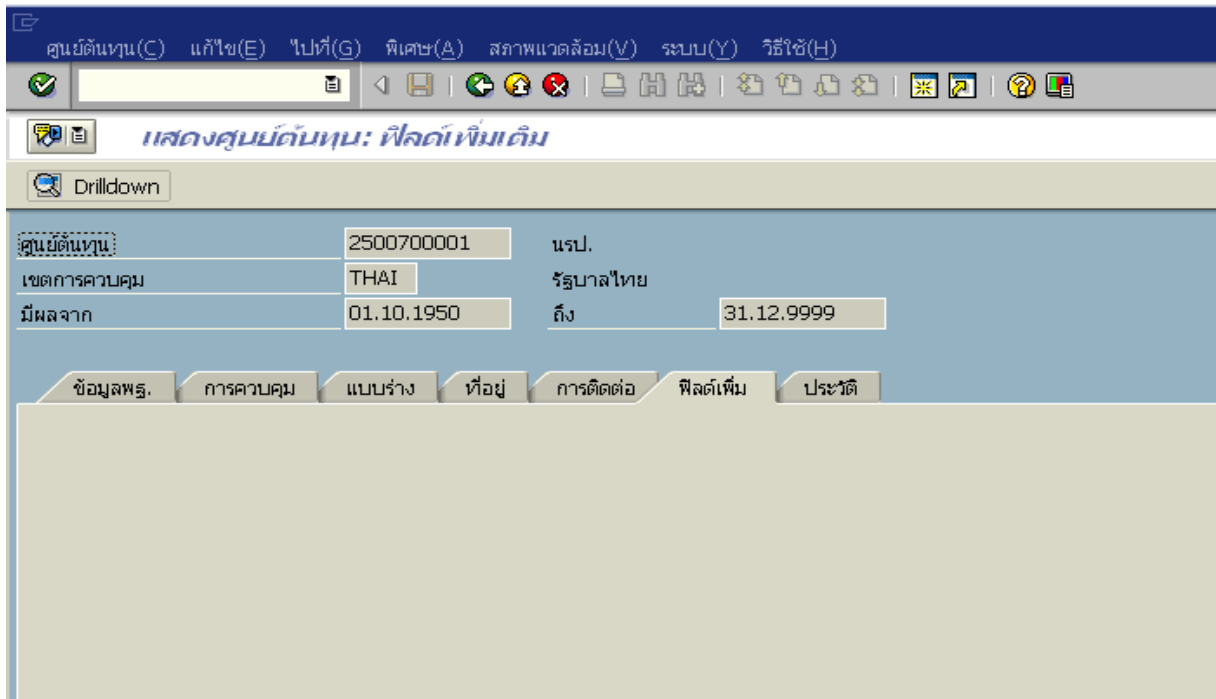 ศูนย์ต้นทุน(C) แก้ไข(E) ไปที่(G) พิเศษ(A) สภาพแวดล้อม(V) ระบบ(Y) วิธีใช้(H)
แสดงศูนย์ต้นทุน: ฟิลด์เพิ่มเติม
Drilldown
ศูนย์ต้นทุน 2500700001 นรป.
เขตการควบคุม THAI รัฐบาลไทย
มีผลจาก 01.10.1950 ถึง 31.12.9999
ข้อมูลพฐ. การควบคุม แบบร่าง ที่อยู่ การติดต่อ ฟิลด์เพิ่ม ประวัติ